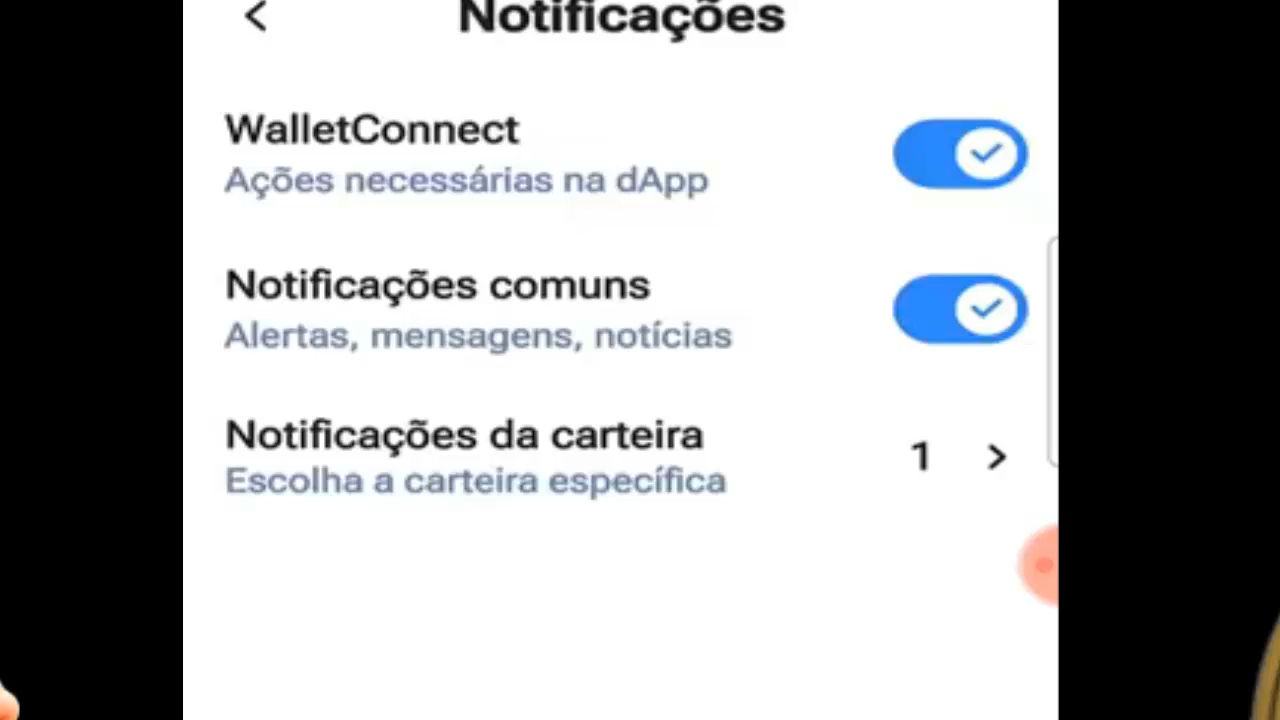 Notificações
WalletConnect
Ações necessárias na dApp
Notificações comuns
Alertas, mensagens, notícias
Notificações da carteira
1
Escolha a carteira específica